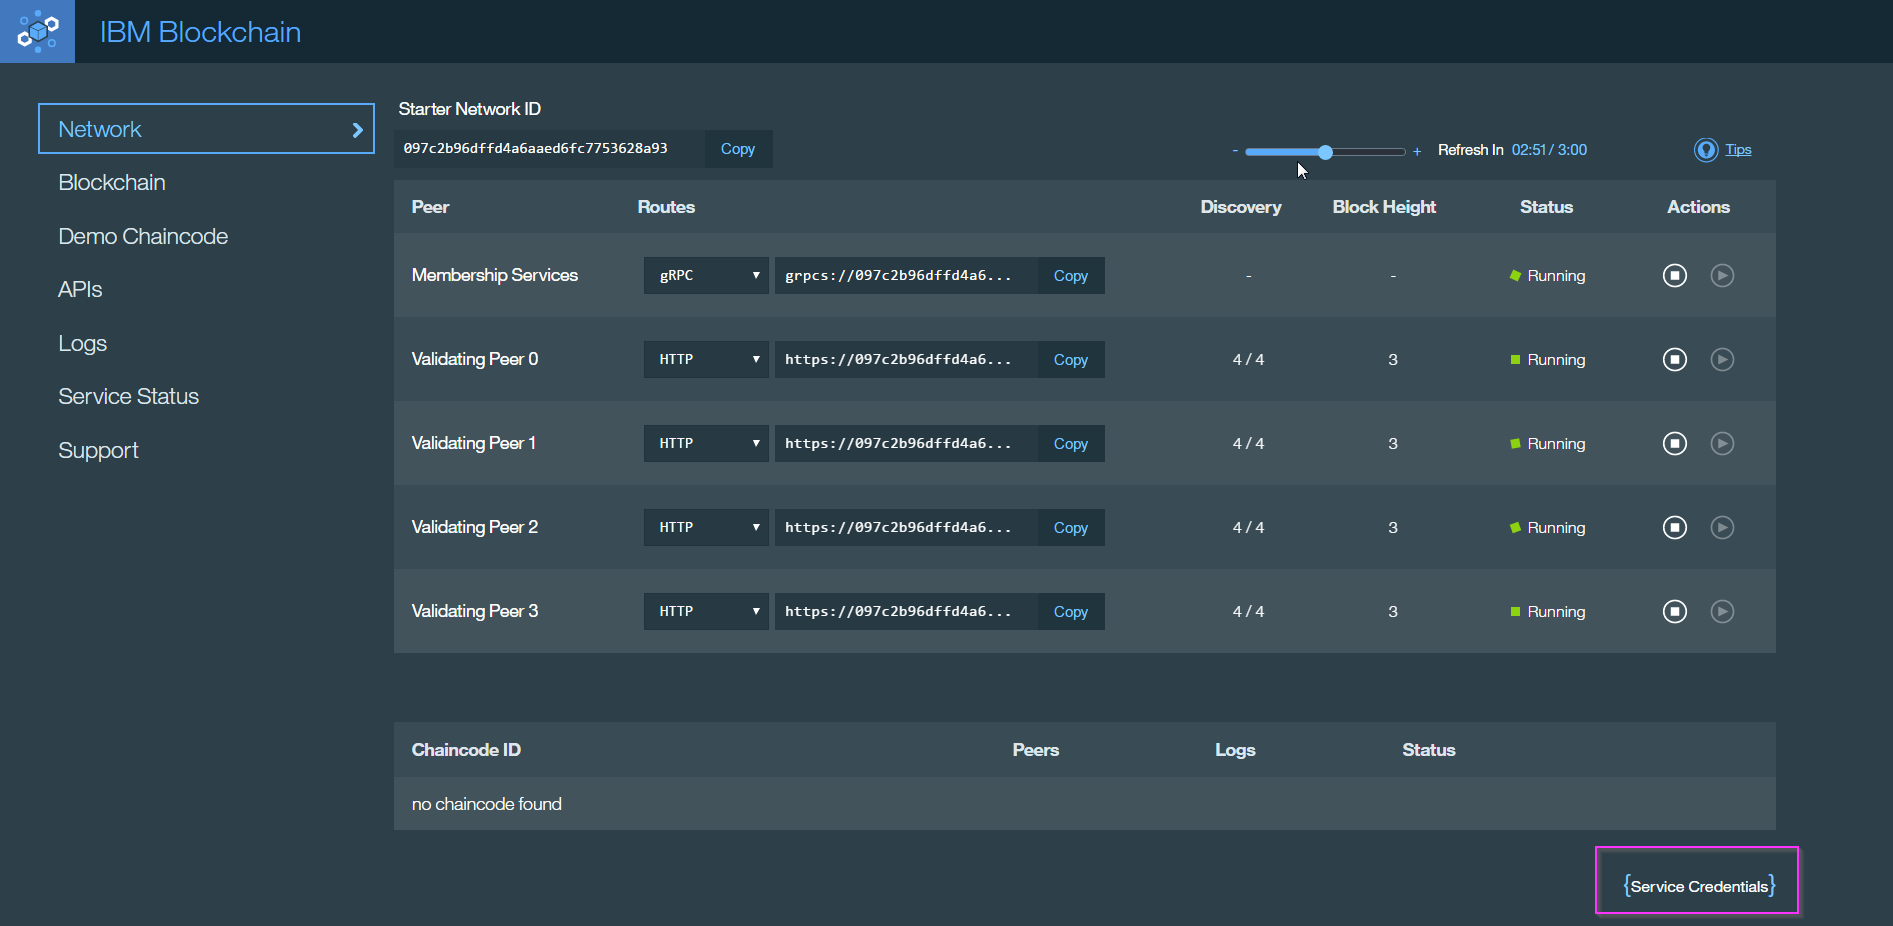 IBM Blockchain
Network
Blockchain
Demo Chaincode
APIs
Logs
Service Status
Support
Starter Network ID
097c2b96dffd4a6aaed6fc7753628a93 Copy
- + Refresh In 02:51 / 3:00 Tips
Peer Routes Discovery Block Height Status Actions
Membership Services gRPC grpcs://097c2b96dffd4a6... Copy - - Running
Validating Peer 0 HTTP https://097c2b96dffd4a6... Copy 4 / 4 3 Running
Validating Peer 1 HTTP https://097c2b96dffd4a6... Copy 4 / 4 3 Running
Validating Peer 2 HTTP https://097c2b96dffd4a6... Copy 4 / 4 3 Running
Validating Peer 3 HTTP https://097c2b96dffd4a6... Copy 4 / 4 3 Running
Chaincode ID Peers Logs Status
no chaincode found
{Service Credentials}